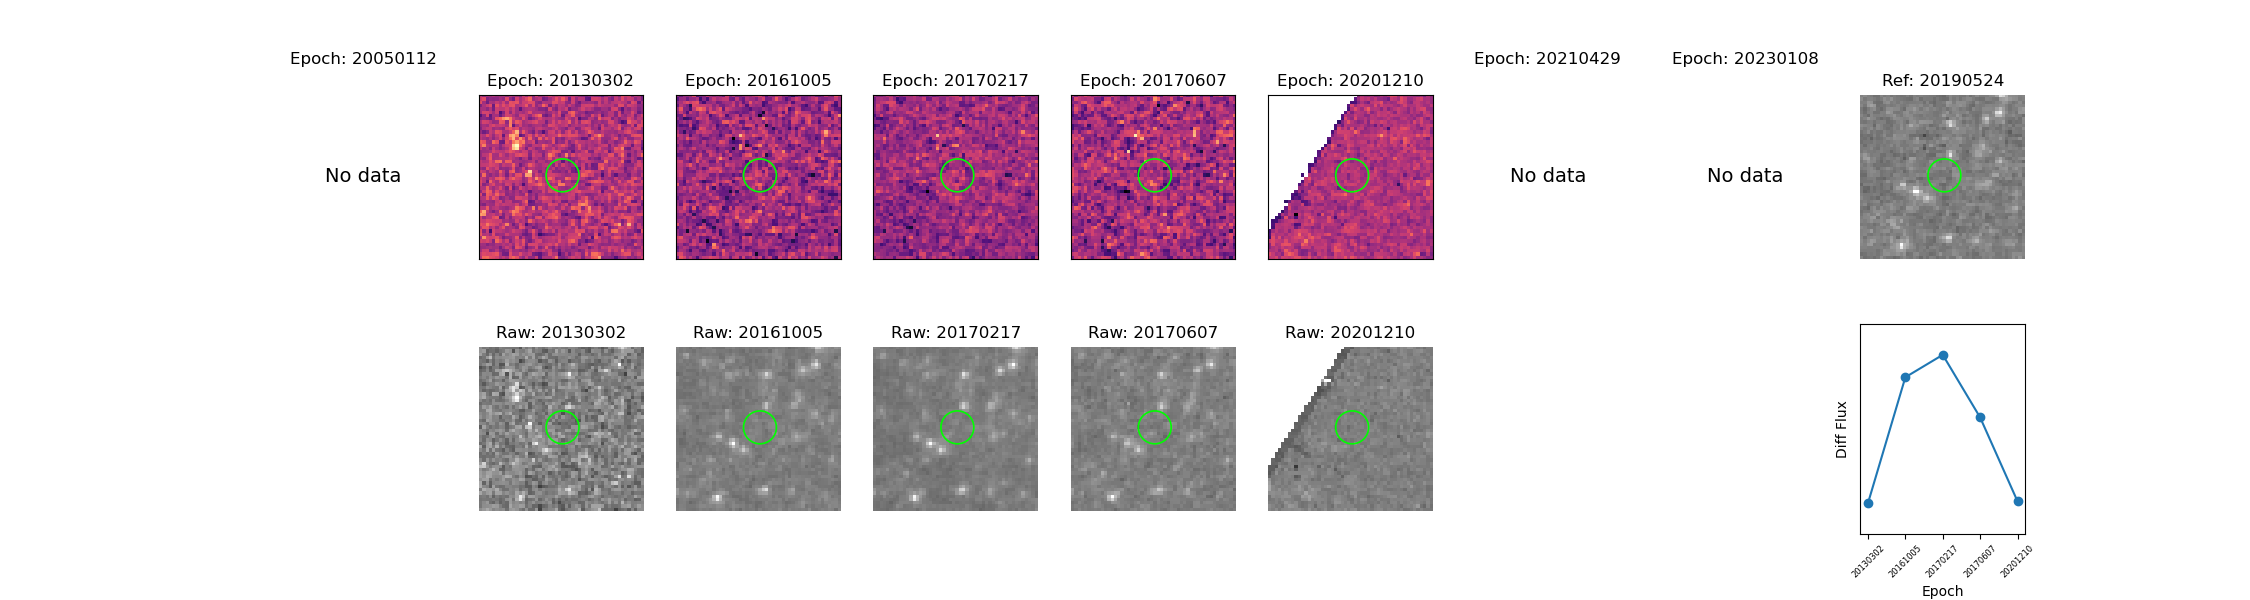 Epoch: 20050112
Epoch: 20130302
Epoch: 20161005
Epoch: 20170217
Epoch: 20170607
Epoch: 20201210
Epoch: 20210429
Epoch: 20230108
Ref: 20190524
No data
No data
No data
Raw: 20130302
Raw: 20161005
Raw: 20170217
Raw: 20170607
Raw: 20201210
Diff Flux
20130302
20161005
20170217
20170607
20201210
Epoch